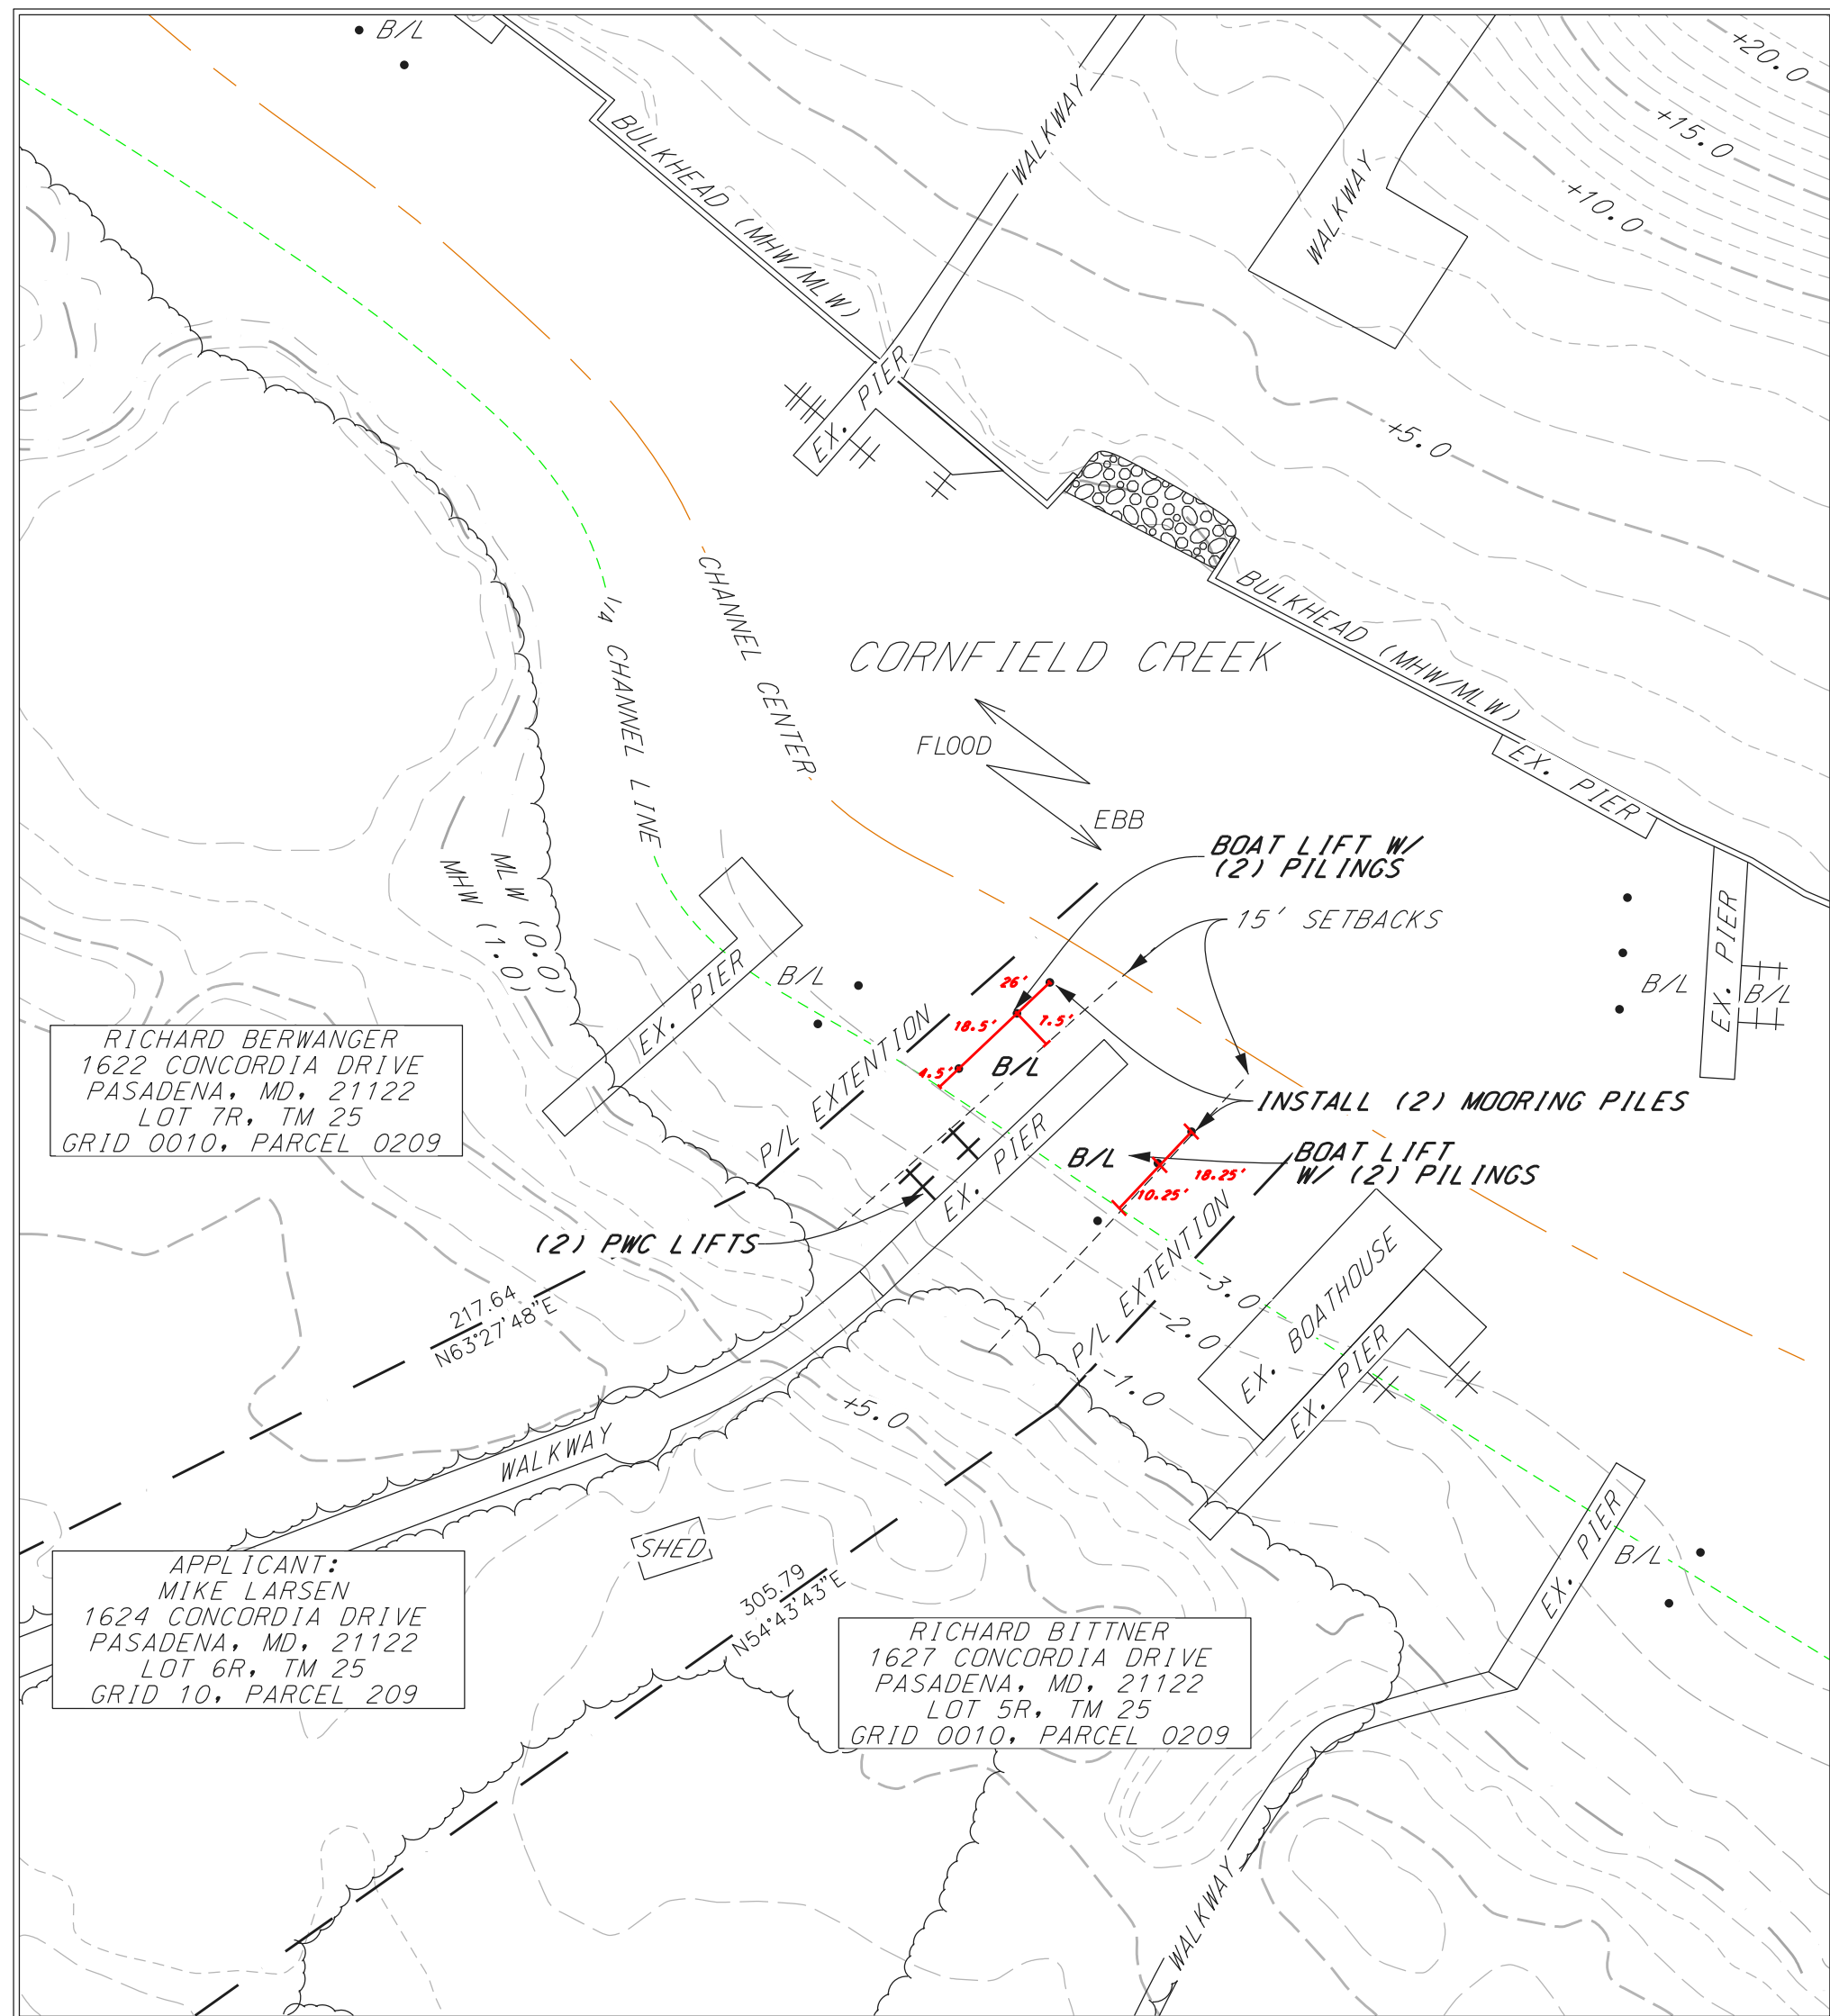 B/L
+20.0
WALKWAY
+15.0
BULKHEAD (MHW/MLW)
WALKWAY
+10.0
EX. PIER
+5.0
CHANNEL CENTER
1/4 CHANNEL LINE
BULKHEAD (MHW/MLW)
CORNFIELD CREEK
FLOOD
EBB
EX. PIER
BOAT LIFT W/
(2) PILINGS
15' SETBACKS
MLW (0.0)
MHW (1.0)
B/L
EX. PIER
26'
18.5'
7.5'
4.5'
B/L
P/L EXTENTION
EX. PIER
B/L
B/L
RICHARD BERWANGER
1622 CONCORDIA DRIVE
PASADENA, MD, 21122
LOT 7R, TM 25
GRID 0010, PARCEL 0209
INSTALL (2) MOORING PILES
EX. PIER
B/L
BOAT LIFT
W/ (2) PILINGS
18.25'
10.25'
(2) PWC LIFTS
P/L EXTENTION
-3.0
-2.0
-1.0
EX. BOATHOUSE
EX. PIER
217.64
N63°27'48"E
+5.0
WALKWAY
SHED
EX. PIER
B/L
305.79
N54°43'43"E
APPLICANT:
MIKE LARSEN
1624 CONCORDIA DRIVE
PASADENA, MD, 21122
LOT 6R, TM 25
GRID 10, PARCEL 209
RICHARD BITTNER
1627 CONCORDIA DRIVE
PASADENA, MD, 21122
LOT 5R, TM 25
GRID 0010, PARCEL 0209
WALKWAY